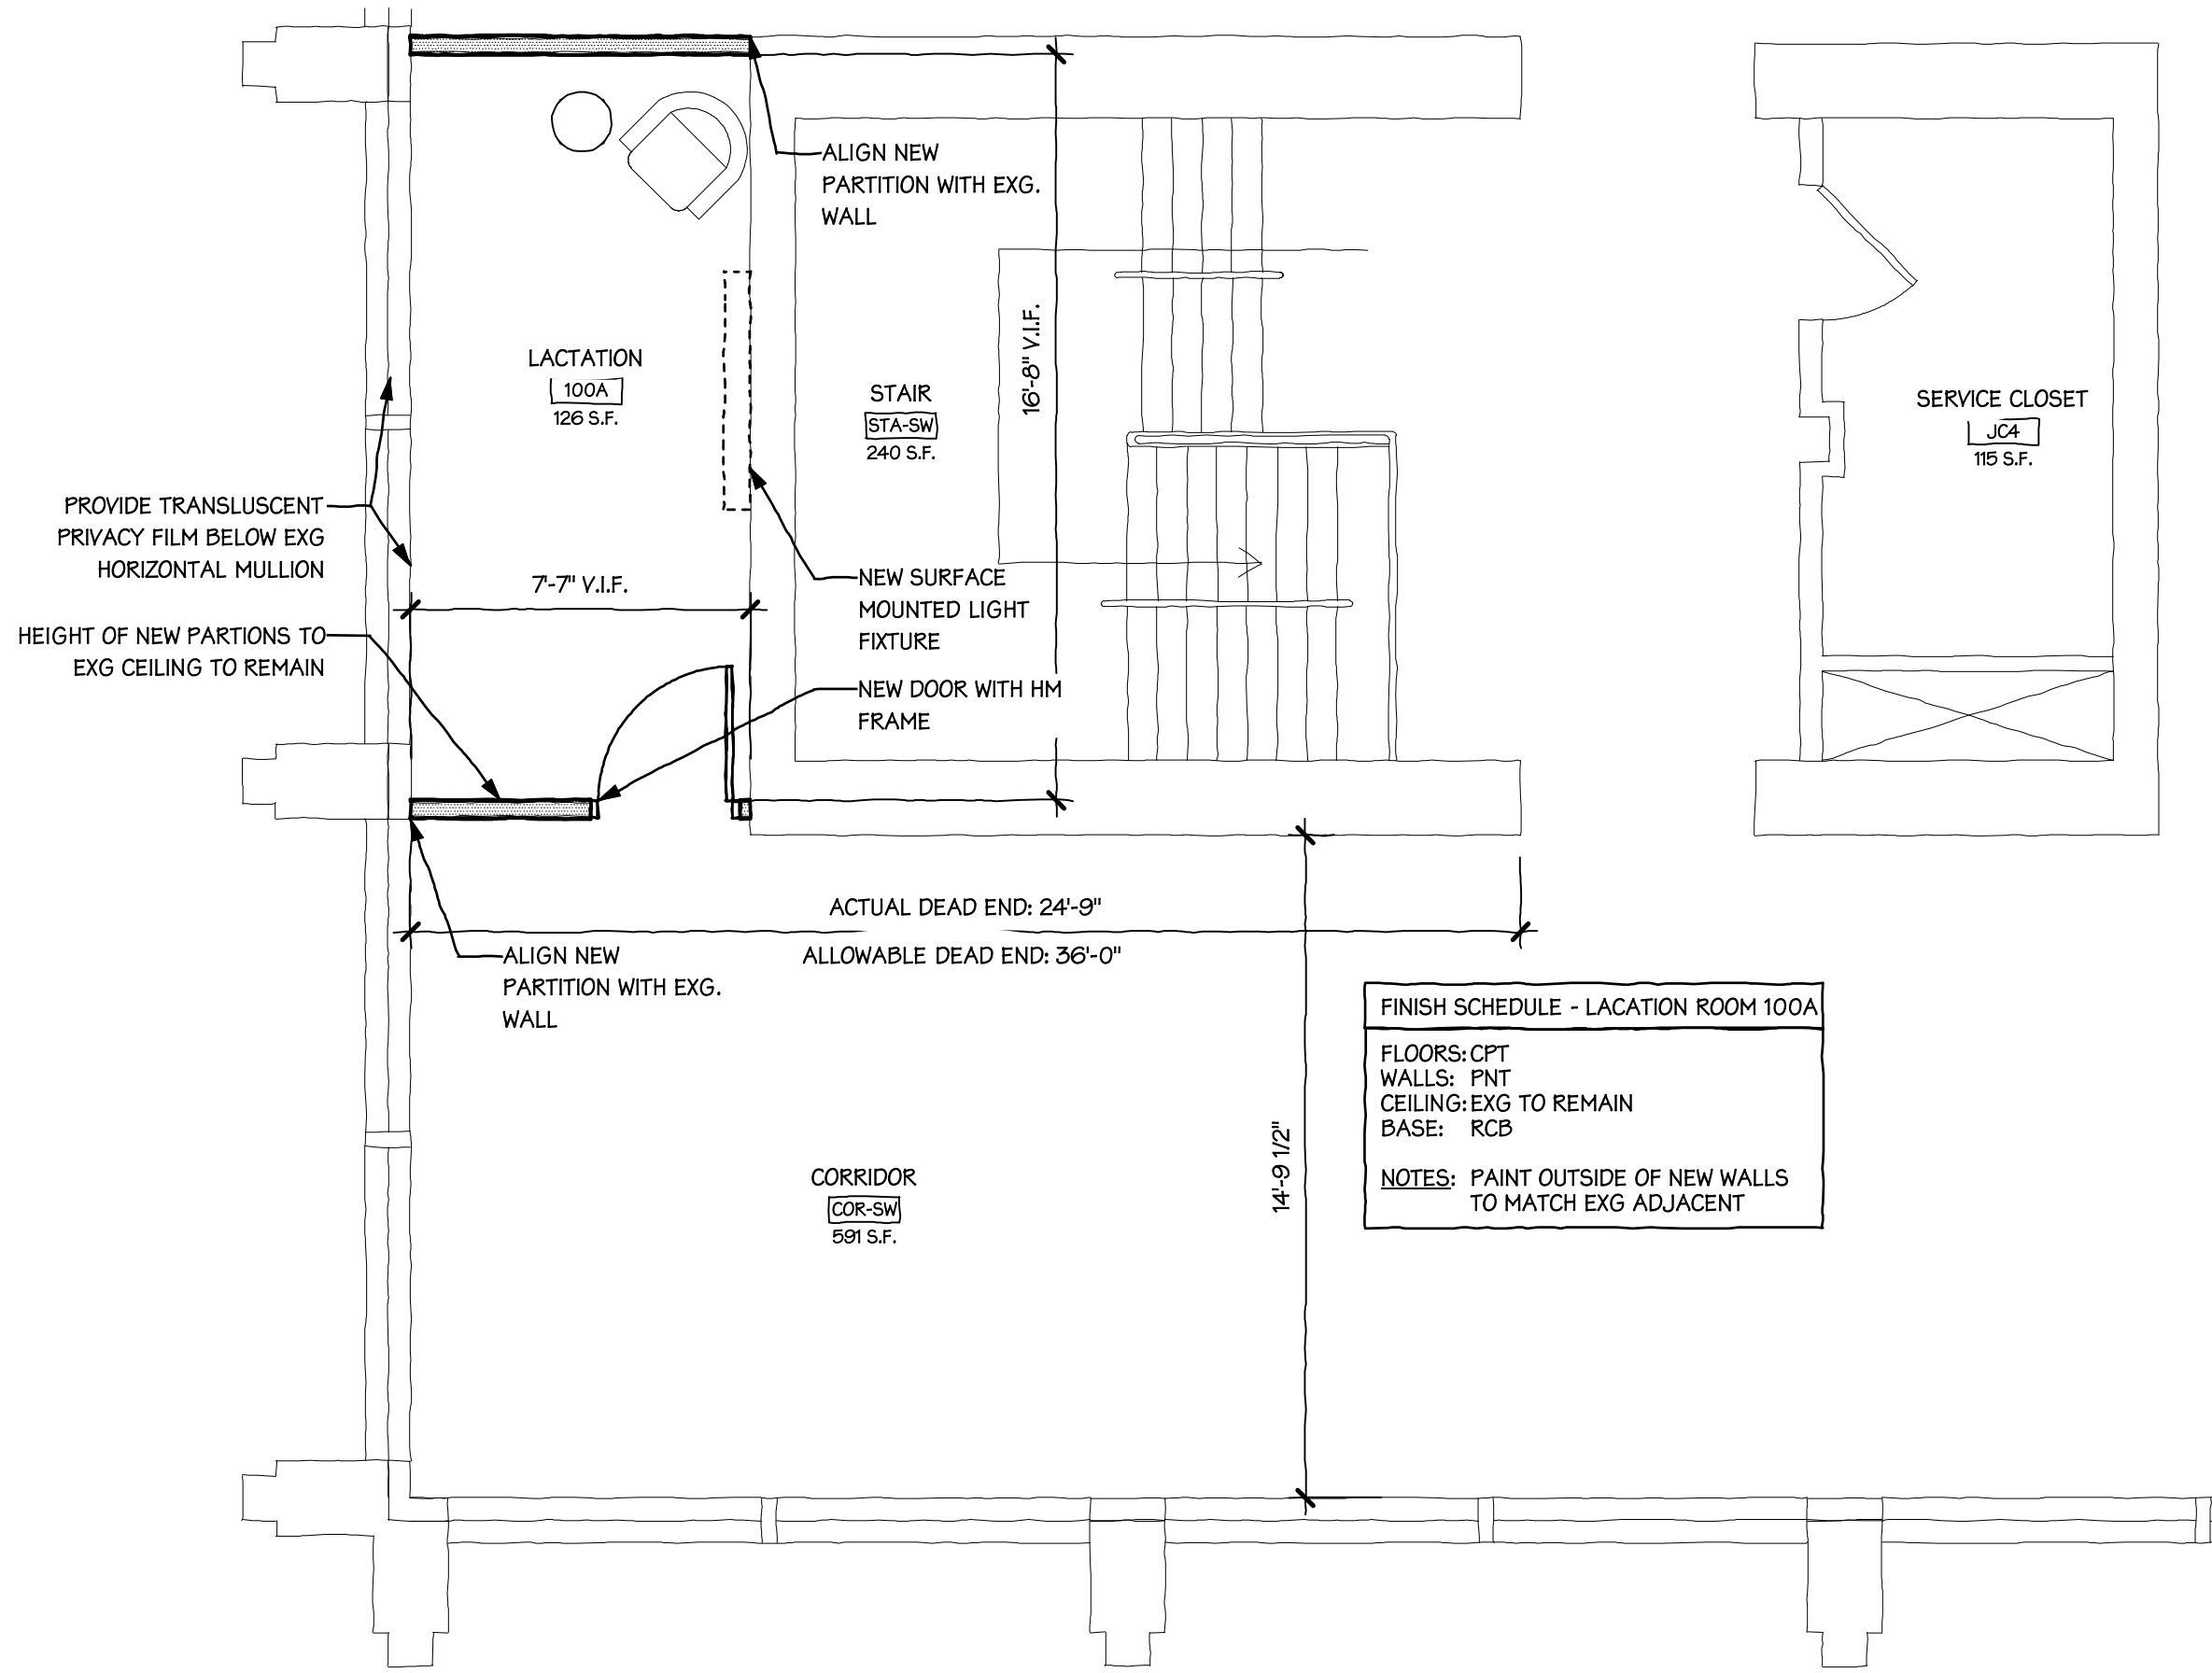 ALIGN NEW
PARTITION WITH EXG.
WALL
LACTATION
100A
126 S.F.
STAIR
STA-SW
240 S.F.
16'-8" V.I.F.
SERVICE CLOSET
JC4
115 S.F.
PROVIDE TRANSLUSCENT
PRIVACY FILM BELOW EXG
HORIZONTAL MULLION
7'-7" V.I.F.
NEW SURFACE
MOUNTED LIGHT
FIXTURE
HEIGHT OF NEW PARTIONS TO
EXG CEILING TO REMAIN
NEW DOOR WITH HM
FRAME
ACTUAL DEAD END: 24'-9"
ALLOWABLE DEAD END: 36'-0"
ALIGN NEW
PARTITION WITH EXG.
WALL
FINISH SCHEDULE - LACATION ROOM 100A
FLOORS: CPT
WALLS: PNT
CEILING: EXG TO REMAIN
BASE: RCB
NOTES: PAINT OUTSIDE OF NEW WALLS
TO MATCH EXG ADJACENT
14'-9 1/2"
CORRIDOR
COR-SW
591 S.F.